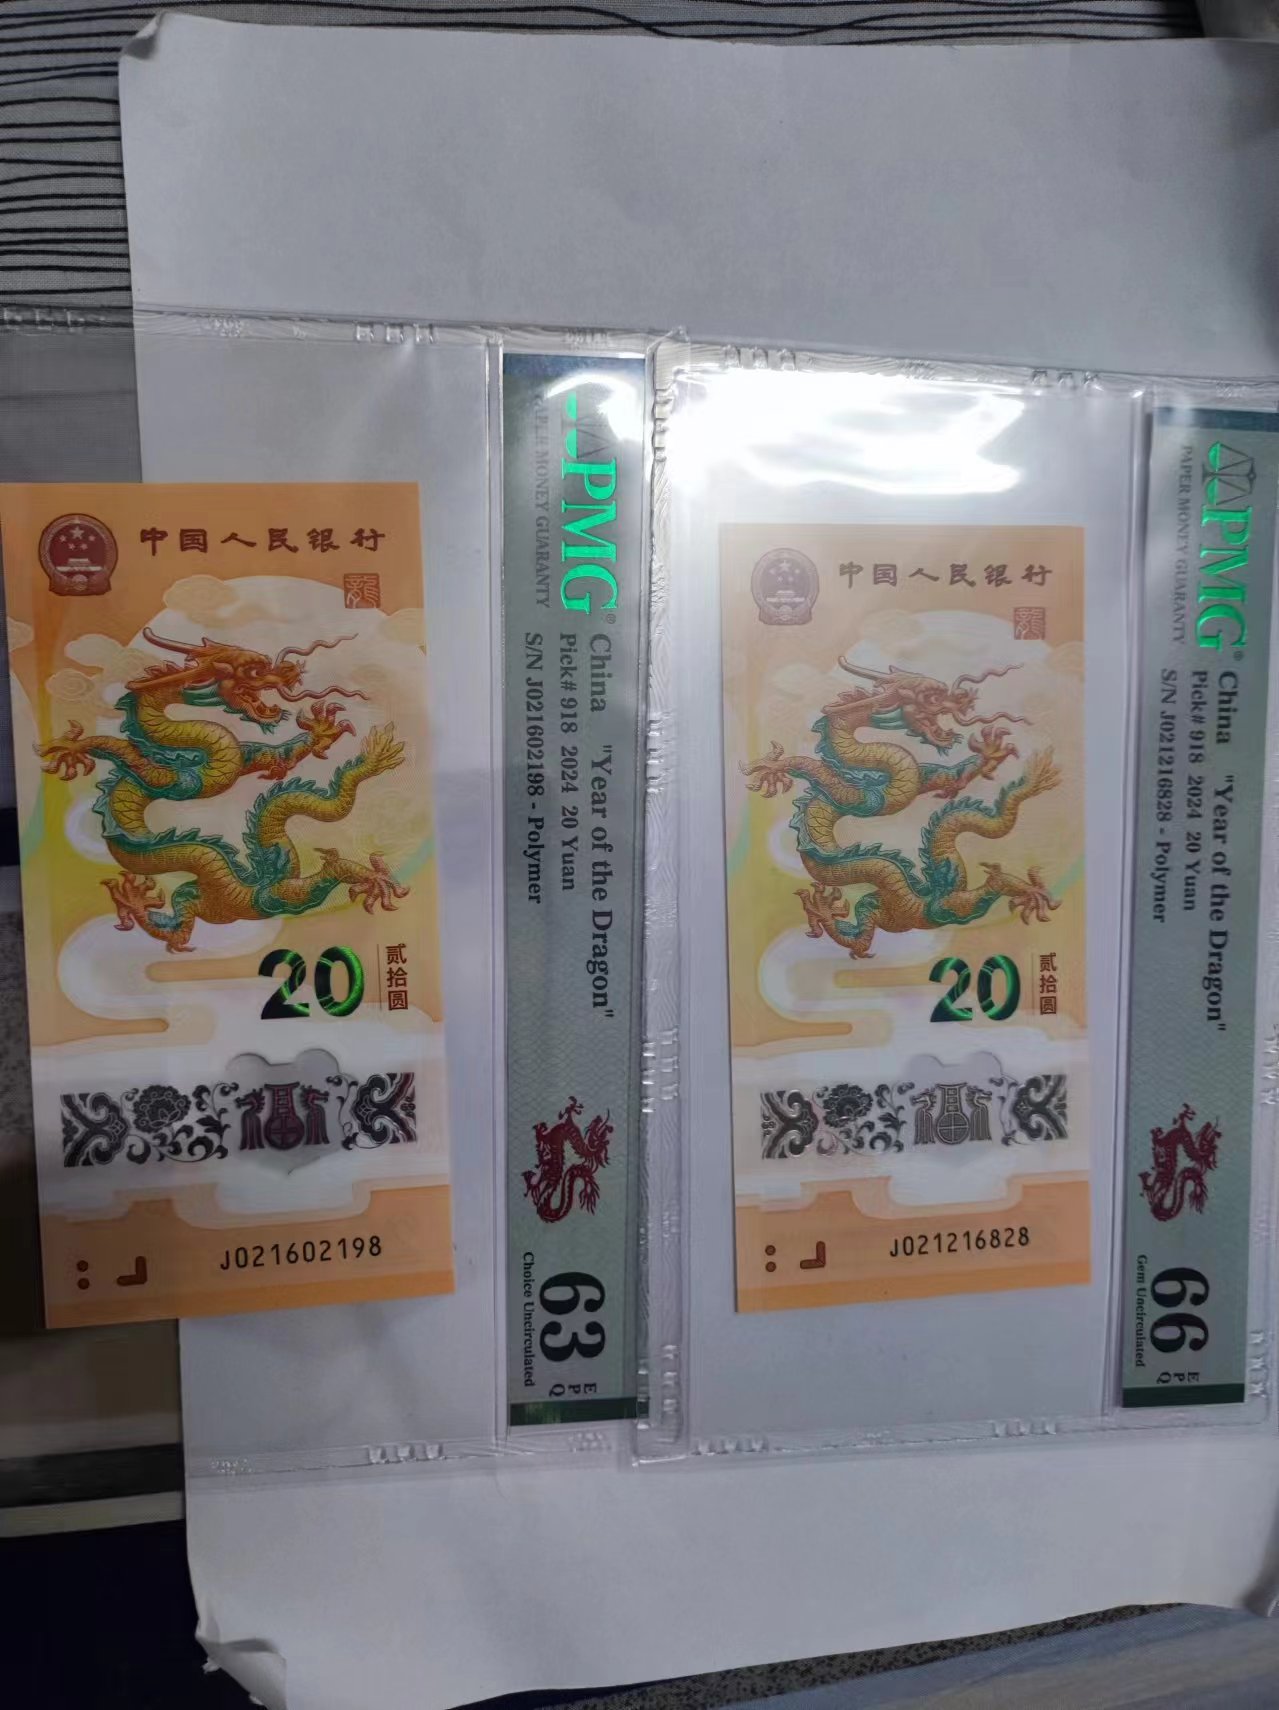 中国人民银行
龍
20
贰拾圆
J021602198
PMG®
PAPER MONEY GUARANTY
China "Year of the Dragon"
Pick# 918 2024 20 Yuan
S/N J021602198 - Polymer
63
EPQ
Choice Uncirculated
中国人民银行
龍
20
贰拾圆
J021216828
PMG®
PAPER MONEY GUARANTY
China "Year of the Dragon"
Pick# 918 2024 20 Yuan
S/N J021216828 - Polymer
66
EPQ
Gem Uncirculated